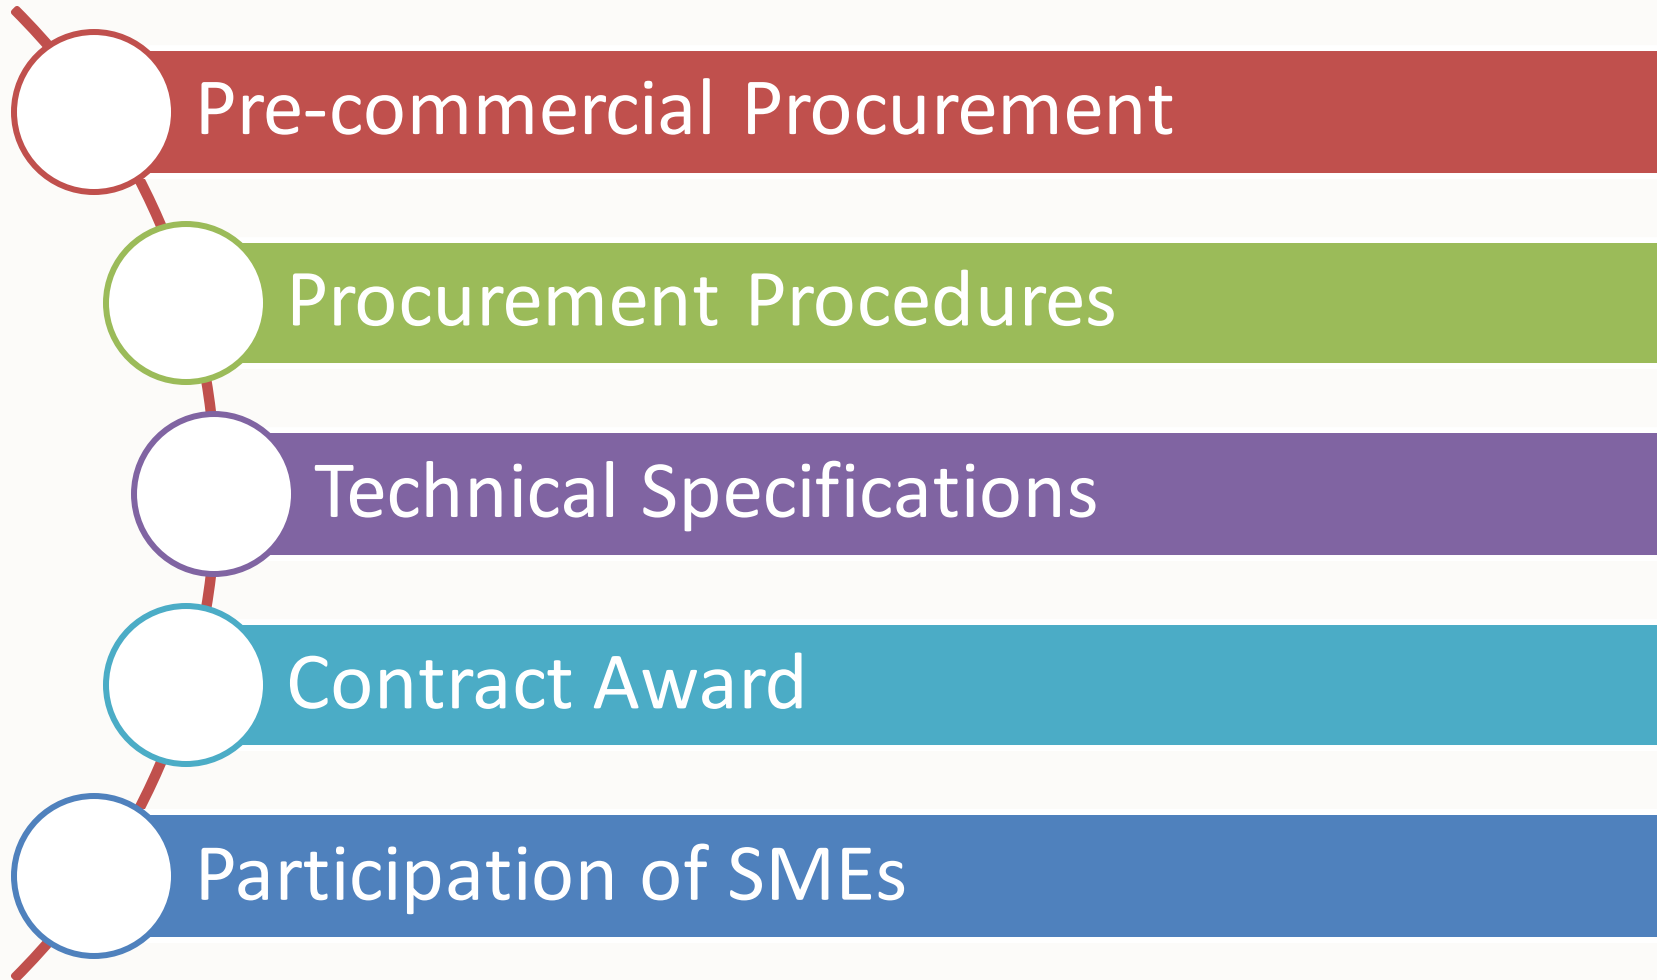 Pre-commercial Procurement
Procurement Procedures
Technical Specifications
Contract Award
Participation of SMEs